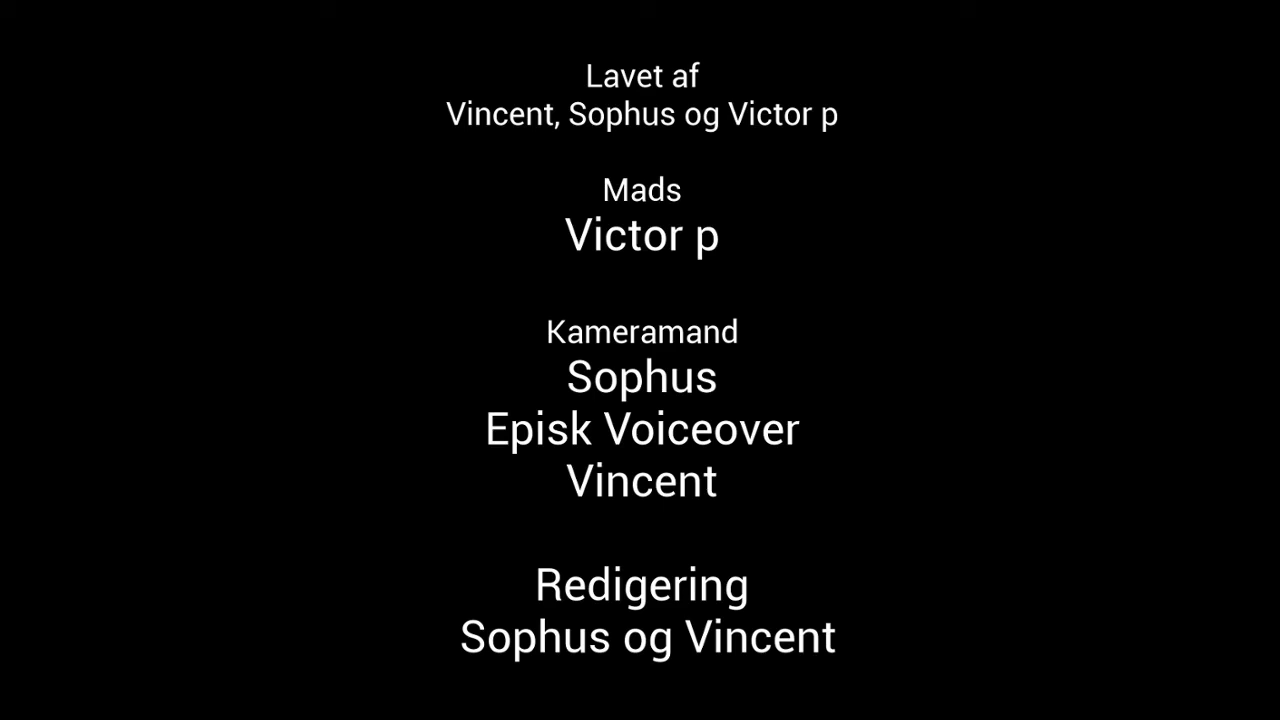 Lavet af
Vincent, Sophus og Victor p
Mads
Victor p
Kameramand
Sophus
Episk Voiceover
Vincent
Redigering
Sophus og Vincent